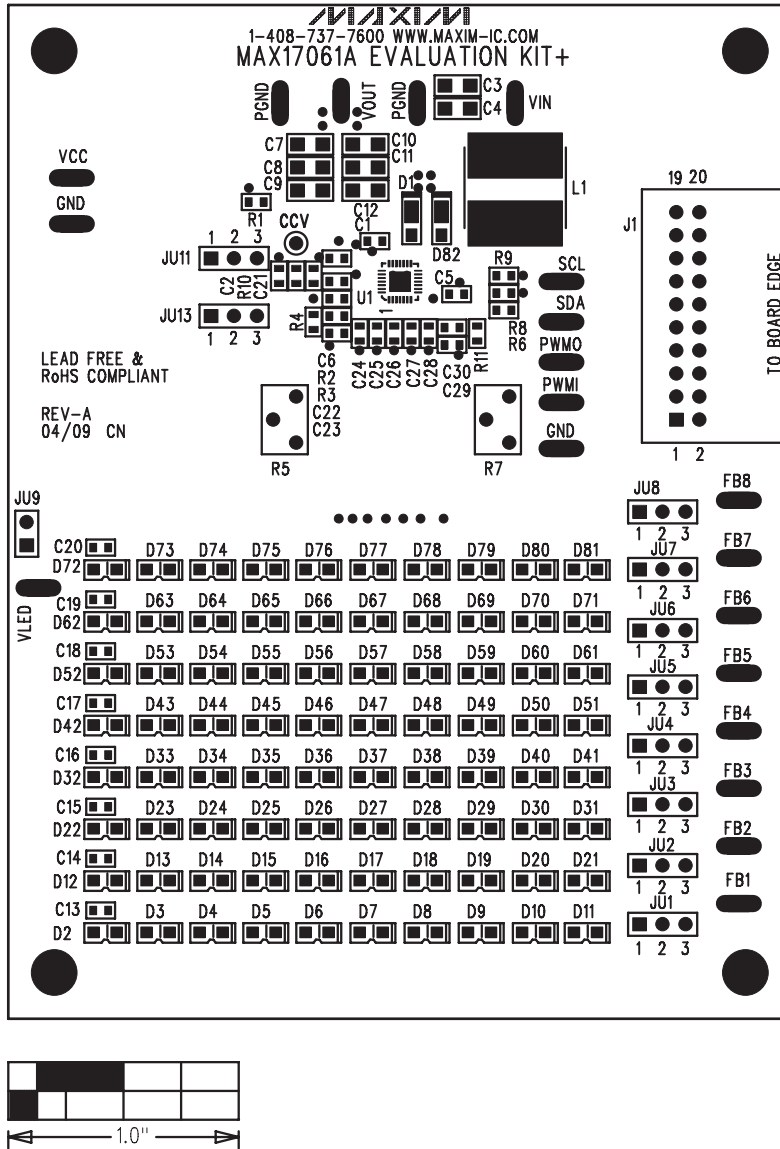 MAXIM
1-408-737-7600 WWW.MAXIM-IC.COM
MAX17061A EVALUATION KIT+
PGND
VOUT
PGND
C3
C4
VIN
C7
C10
C11
C8
C9
C12
VCC
GND
R1
CCV
C1
D1
D82
L1
19 20
J1
TO BOARD EDGE
1 2
JU11
1 2 3
C2
R10
C21
U1
1
C5
R9
SCL
SDA
PWMO
PWMI
GND
JU13
1 2 3
R4
R8
R6
R11
C6
R2
R3
C22
C23
C24
C25
C26
C27
C28
C30
C29
LEAD FREE &
RoHS COMPLIANT
REV-A
04/09 CN
R5
R7
JU9
VLED
C20
D72 D73 D74 D75 D76 D77 D78 D79 D80 D81
C19
D62 D63 D64 D65 D66 D67 D68 D69 D70 D71
C18
D52 D53 D54 D55 D56 D57 D58 D59 D60 D61
C17
D42 D43 D44 D45 D46 D47 D48 D49 D50 D51
C16
D32 D33 D34 D35 D36 D37 D38 D39 D40 D41
C15
D22 D23 D24 D25 D26 D27 D28 D29 D30 D31
C14
D12 D13 D14 D15 D16 D17 D18 D19 D20 D21
C13
D2 D3 D4 D5 D6 D7 D8 D9 D10 D11
JU8
1 2 3
JU7
1 2 3
JU6
1 2 3
JU5
1 2 3
JU4
1 2 3
JU3
1 2 3
JU2
1 2 3
JU1
1 2 3
FB8
FB7
FB6
FB5
FB4
FB3
FB2
FB1
1.0"